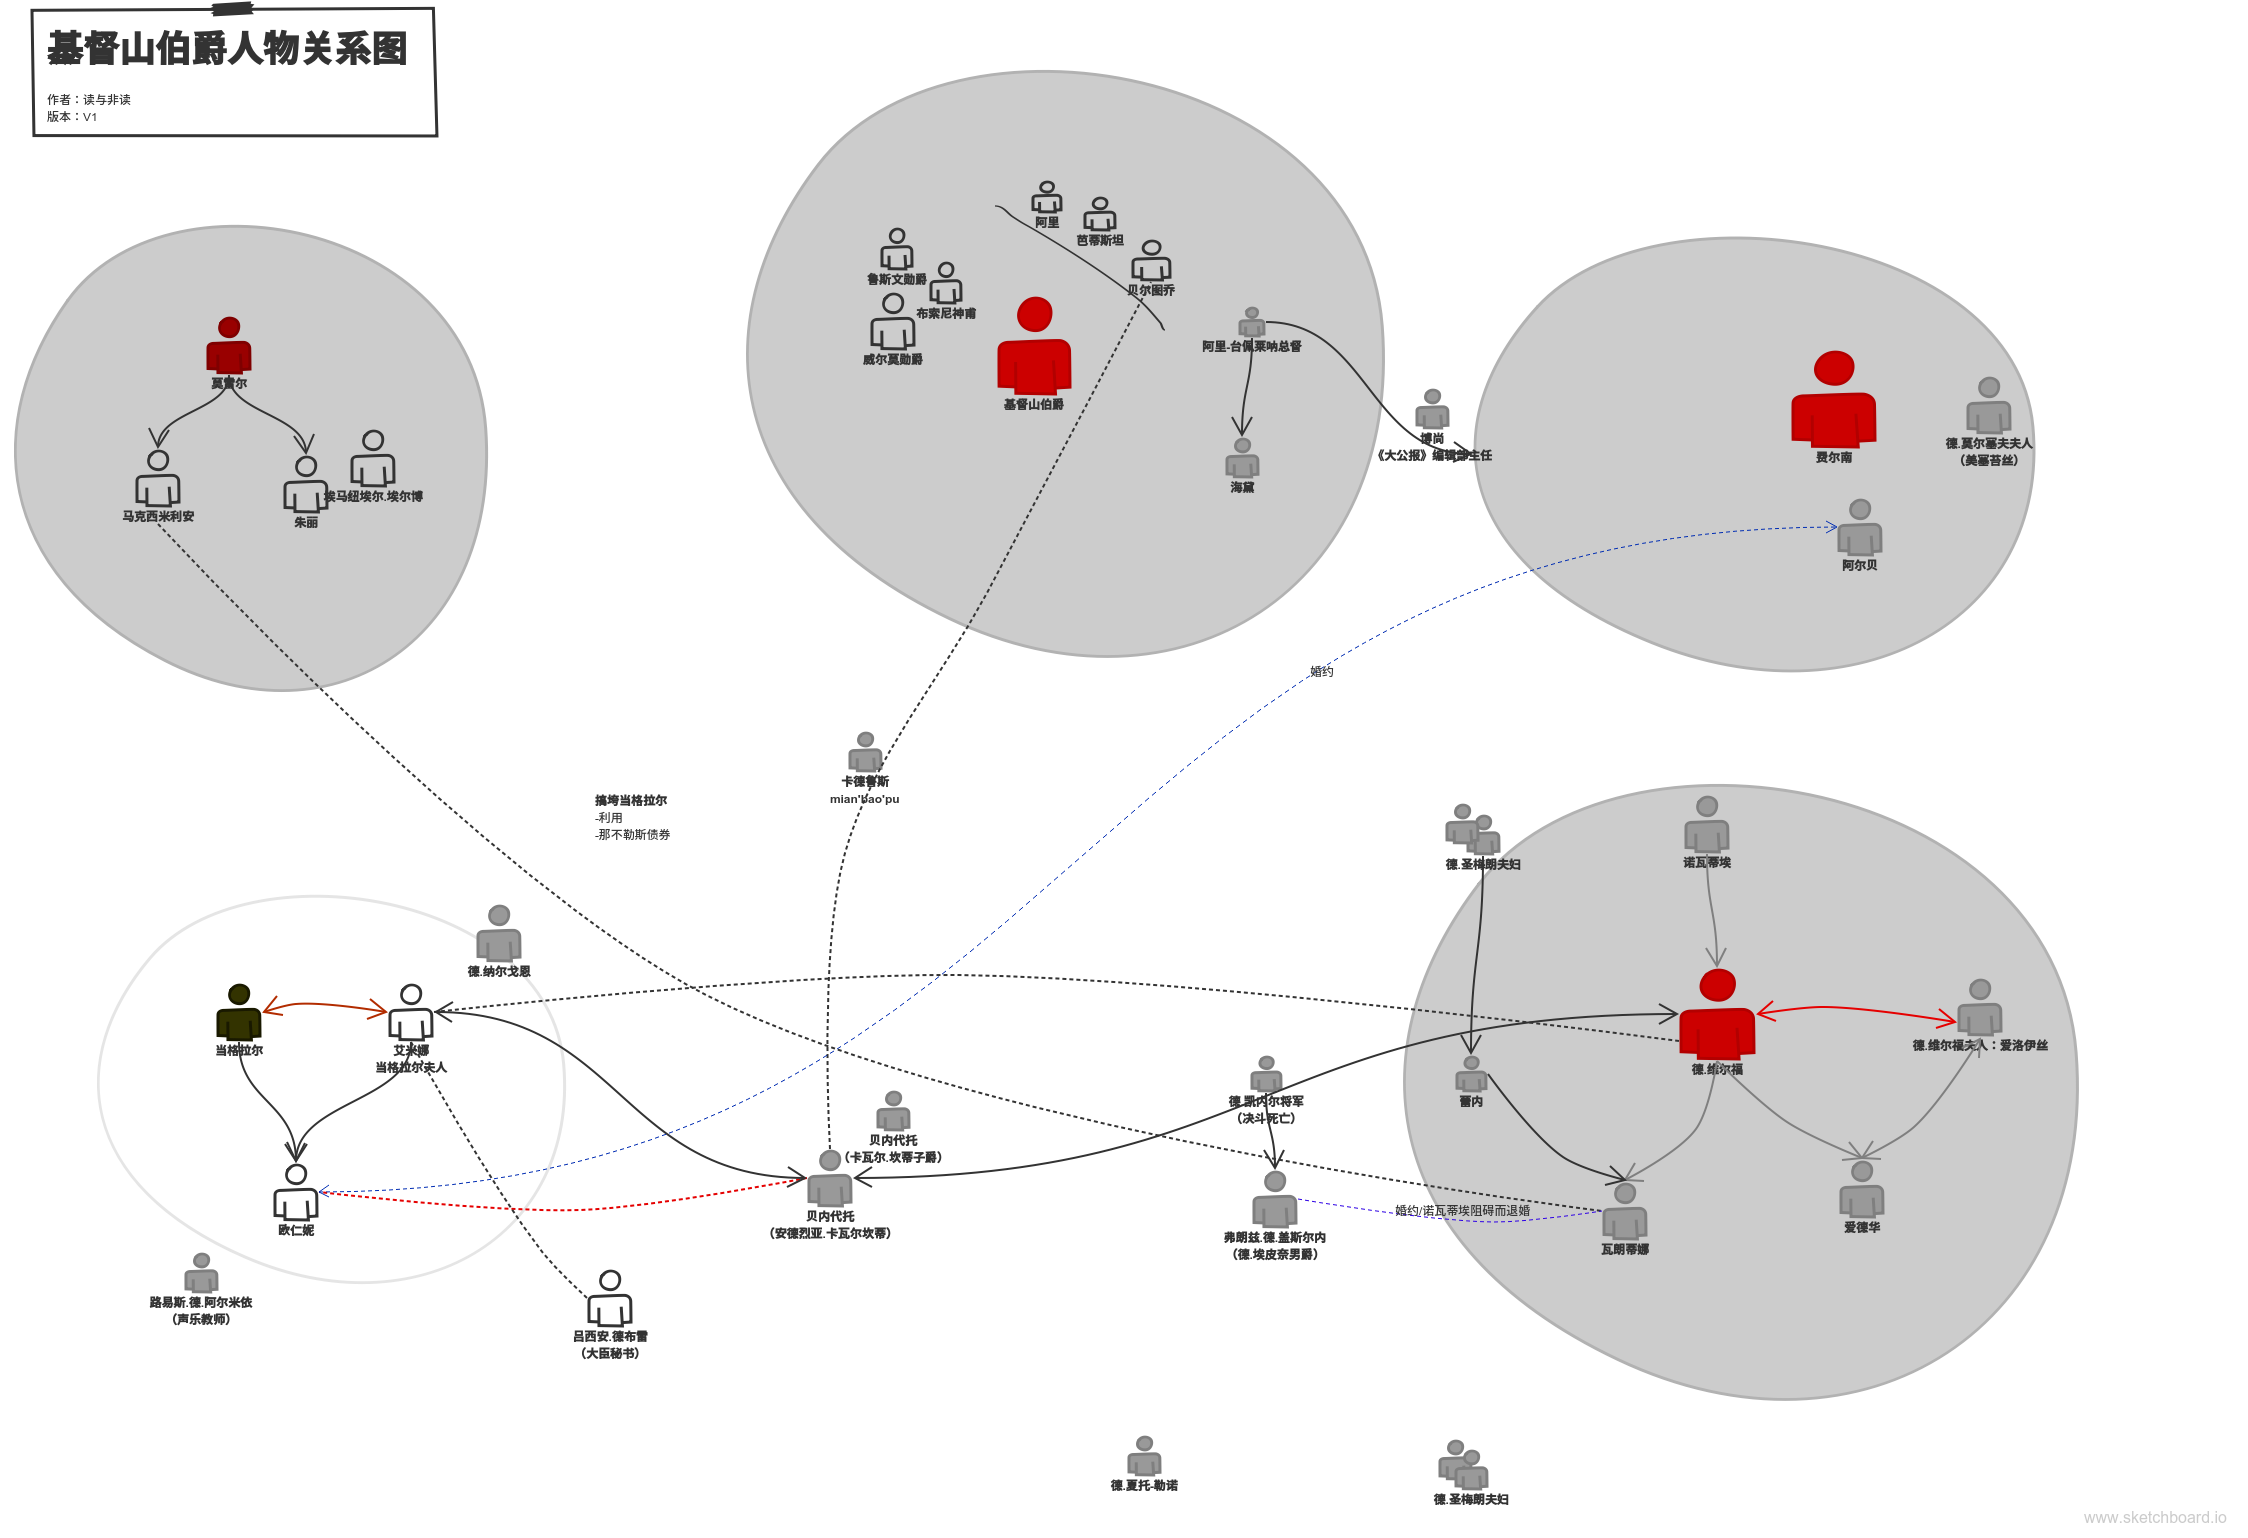 基督山伯爵人物关系图
作者：读与非读
版本：V1
阿里
芭蒂斯坦
贝尔图乔
鲁斯文勋爵
布索尼神甫
威尔莫勋爵
基督山伯爵
阿里-台佩莱呐总督
海黛
莫雷尔
马克西米利安
朱丽
埃马纽埃尔.埃尔博
博尚
《大公报》编辑部主任
费尔南
德.莫尔塞夫夫人
（美塞苔丝）
阿尔贝
婚约
卡德鲁斯
mian'bao'pu
搞垮当格拉尔
-利用
-那不勒斯债券
德.圣梅朗夫妇
诺瓦蒂埃
德.纳尔戈恩
当格拉尔
艾米娜
当格拉尔夫人
德.维尔福
德.维尔福夫人：爱洛伊丝
蕾内
德.凯内尔将军
（决斗死亡）
贝内代托
（卡瓦尔.坎蒂子爵）
贝内代托
（安德烈亚.卡瓦尔坎蒂）
欧仁妮
婚约/诺瓦蒂埃阻碍而退婚
弗朗兹.德.盖斯尔内
（德.埃皮奈男爵）
瓦朗蒂娜
爱德华
路易斯.德.阿尔米依
（声乐教师）
吕西安.德布雷
（大臣秘书）
德.夏托-勒诺
德.圣梅朗夫妇
www.sketchboard.io